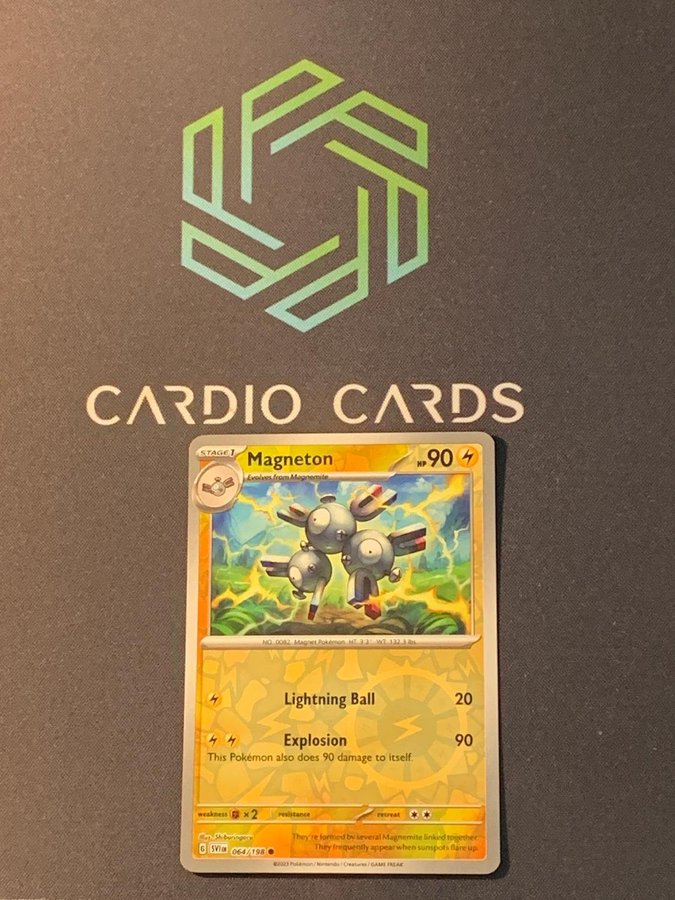 CARDIO CARDS
STAGE 1
Magneton
HP 90
Evolves from Magnemite
NO. 0082 Magnet Pokémon HT: 3'3" WT: 132.3 lbs.
Lightning Ball 20
Explosion 90
This Pokémon also does 90 damage to itself.
weakness ×2 resistance retreat
Illus. Shiburingaru
They're formed by several Magnemite linked together.
They frequently appear when sunspots flare up.
G SVI EN 064/198
©2023 Pokémon / Nintendo / Creatures / GAME FREAK